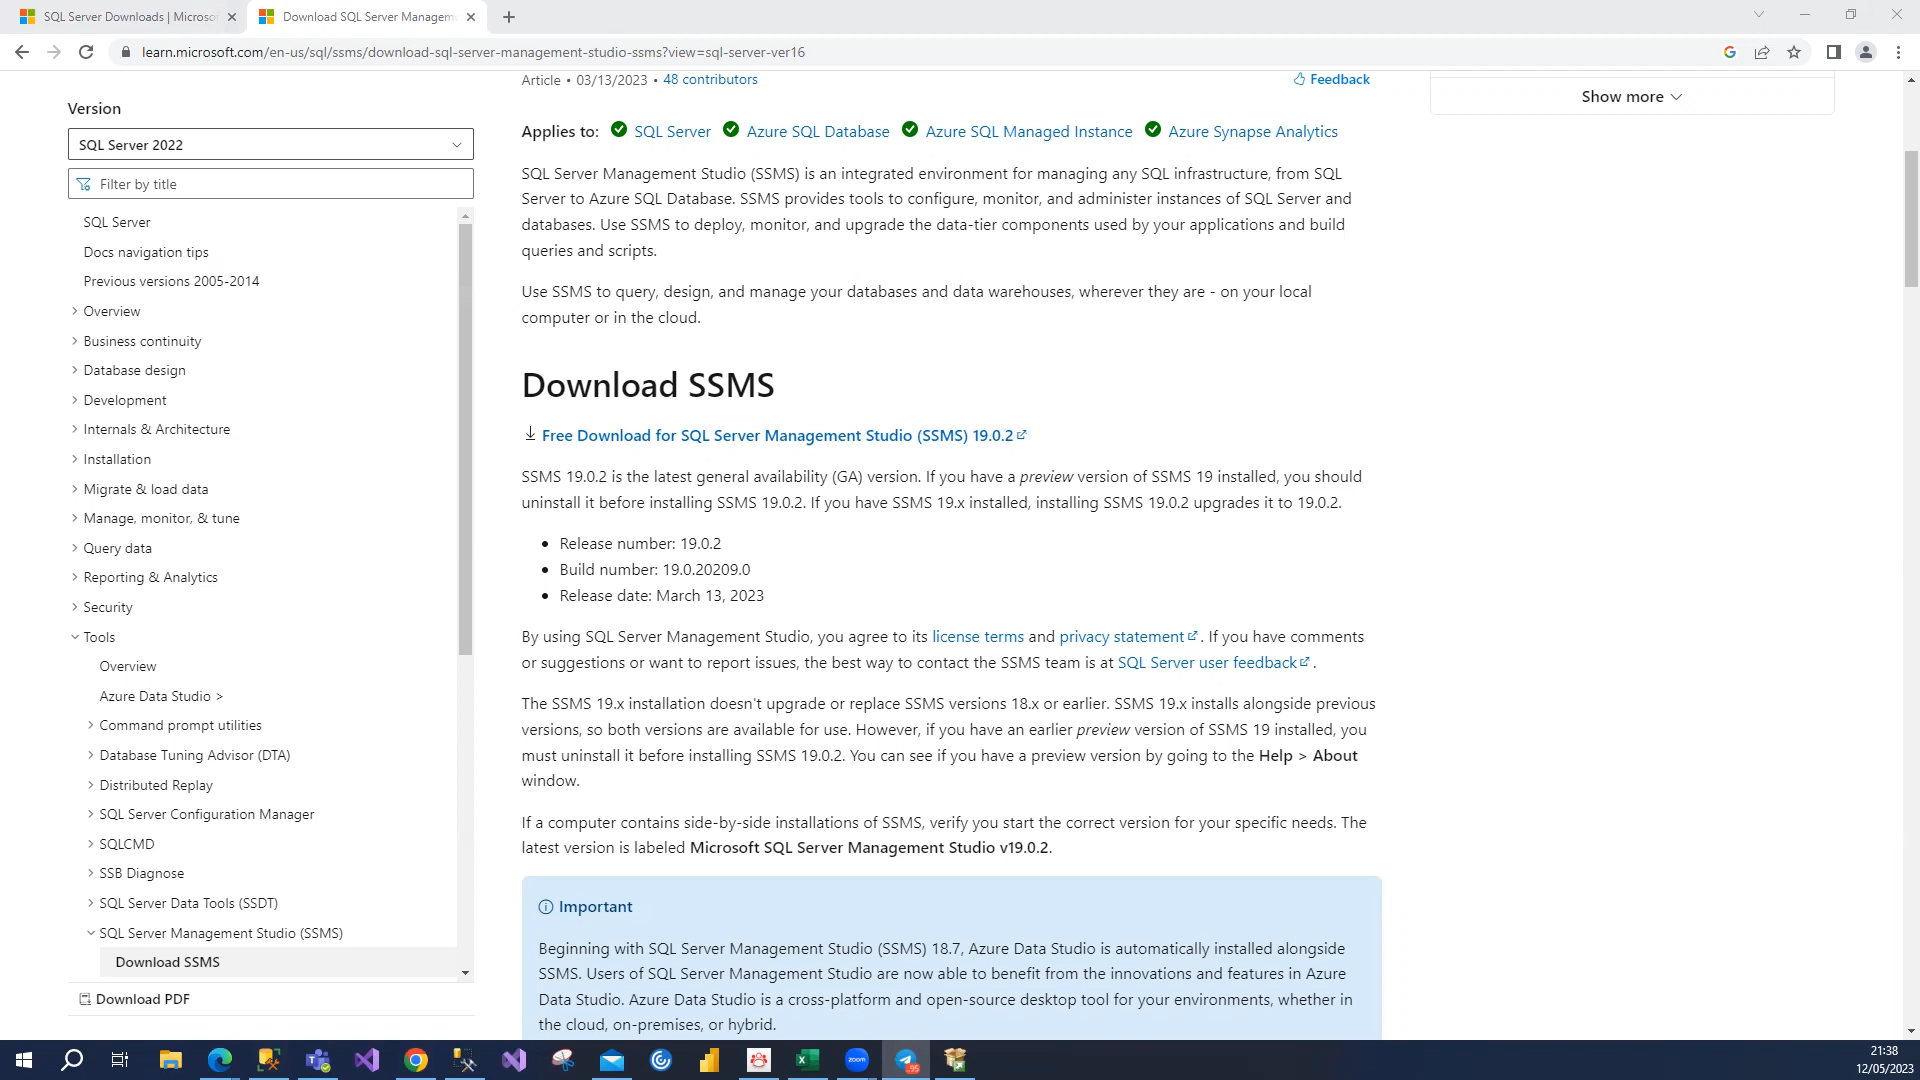 SQL Server Downloads | Microsof
Download SQL Server Managem
learn.microsoft.com/en-us/sql/ssms/download-sql-server-management-studio-ssms?view=sql-server-ver16
Article • 03/13/2023 • 48 contributors
Feedback
Show more
Version
SQL Server 2022
Filter by title
SQL Server
Docs navigation tips
Previous versions 2005-2014
Overview
Business continuity
Database design
Development
Internals & Architecture
Installation
Migrate & load data
Manage, monitor, & tune
Query data
Reporting & Analytics
Security
Tools
Overview
Azure Data Studio >
Command prompt utilities
Database Tuning Advisor (DTA)
Distributed Replay
SQL Server Configuration Manager
SQLCMD
SSB Diagnose
SQL Server Data Tools (SSDT)
SQL Server Management Studio (SSMS)
Download SSMS
Download PDF
Applies to: SQL Server Azure SQL Database Azure SQL Managed Instance Azure Synapse Analytics
SQL Server Management Studio (SSMS) is an integrated environment for managing any SQL infrastructure, from SQL
Server to Azure SQL Database. SSMS provides tools to configure, monitor, and administer instances of SQL Server and
databases. Use SSMS to deploy, monitor, and upgrade the data-tier components used by your applications and build
queries and scripts.
Use SSMS to query, design, and manage your databases and data warehouses, wherever they are - on your local
computer or in the cloud.
Download SSMS
Free Download for SQL Server Management Studio (SSMS) 19.0.2
SSMS 19.0.2 is the latest general availability (GA) version. If you have a preview version of SSMS 19 installed, you should
uninstall it before installing SSMS 19.0.2. If you have SSMS 19.x installed, installing SSMS 19.0.2 upgrades it to 19.0.2.
• Release number: 19.0.2
• Build number: 19.0.20209.0
• Release date: March 13, 2023
By using SQL Server Management Studio, you agree to its license terms and privacy statement . If you have comments
or suggestions or want to report issues, the best way to contact the SSMS team is at SQL Server user feedback .
The SSMS 19.x installation doesn't upgrade or replace SSMS versions 18.x or earlier. SSMS 19.x installs alongside previous
versions, so both versions are available for use. However, if you have an earlier preview version of SSMS 19 installed, you
must uninstall it before installing SSMS 19.0.2. You can see if you have a preview version by going to the Help > About
window.
If a computer contains side-by-side installations of SSMS, verify you start the correct version for your specific needs. The
latest version is labeled Microsoft SQL Server Management Studio v19.0.2.
Important
Beginning with SQL Server Management Studio (SSMS) 18.7, Azure Data Studio is automatically installed alongside
SSMS. Users of SQL Server Management Studio are now able to benefit from the innovations and features in Azure
Data Studio. Azure Data Studio is a cross-platform and open-source desktop tool for your environments, whether in
the cloud, on-premises, or hybrid.
zoom
95
21:38
12/05/2023